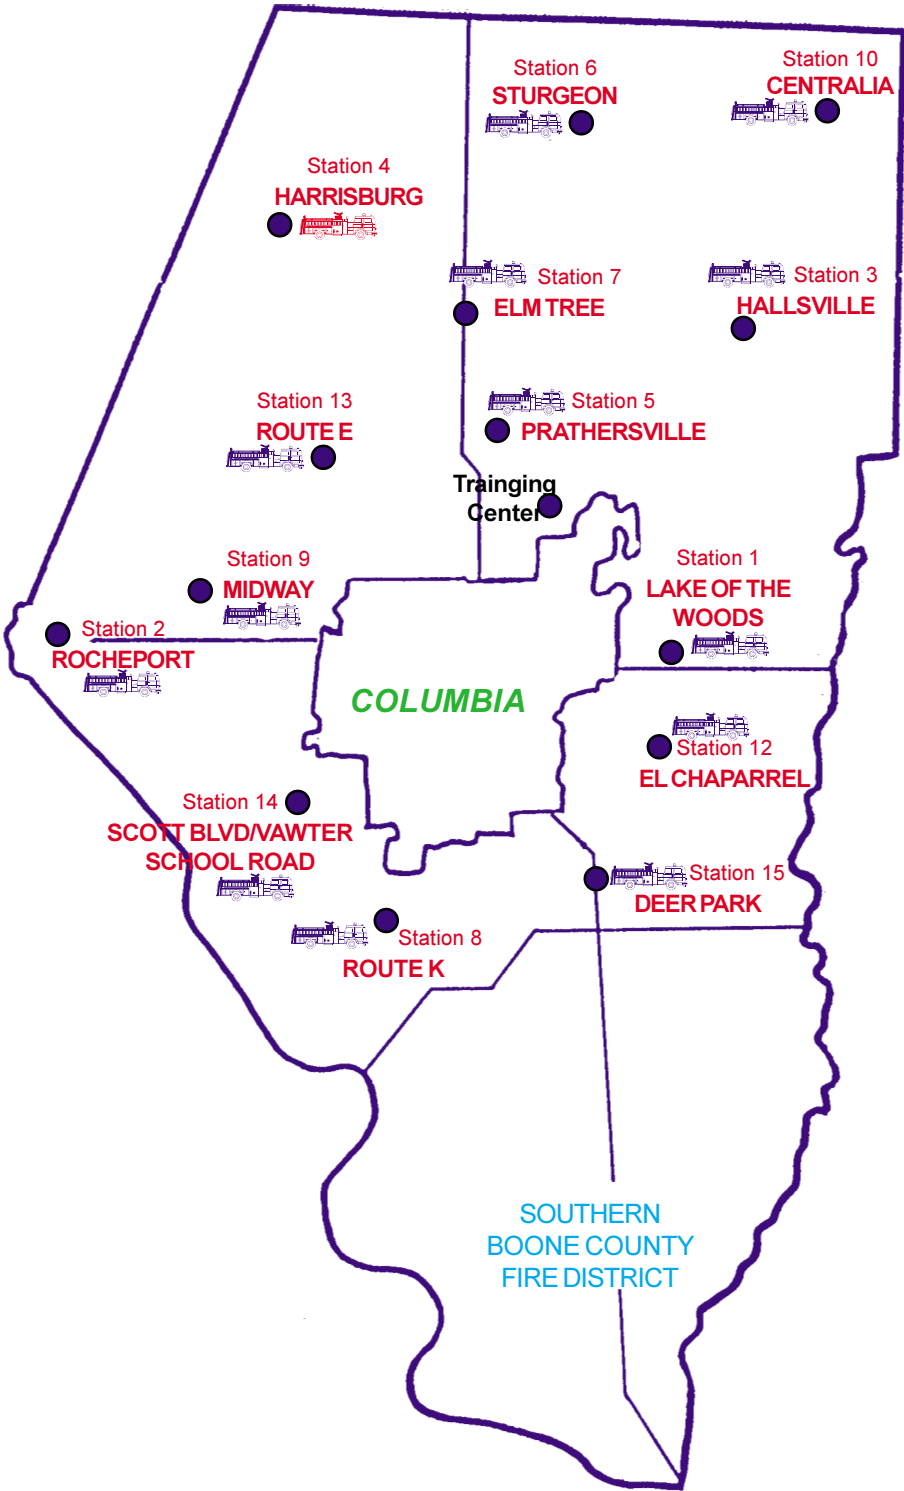 Station 6
STURGEON
Station 10
CENTRALIA
Station 4
HARRISBURG
Station 7
ELM TREE
Station 3
HALLSVILLE
Station 13
ROUTE E
Station 5
PRATHERSVILLE
Trainging
Center
Station 9
MIDWAY
Station 1
LAKE OF THE
WOODS
Station 2
ROCHEPORT
COLUMBIA
Station 12
EL CHAPARREL
Station 14
SCOTT BLVD/VAWTER
SCHOOL ROAD
Station 15
DEER PARK
Station 8
ROUTE K
SOUTHERN
BOONE COUNTY
FIRE DISTRICT